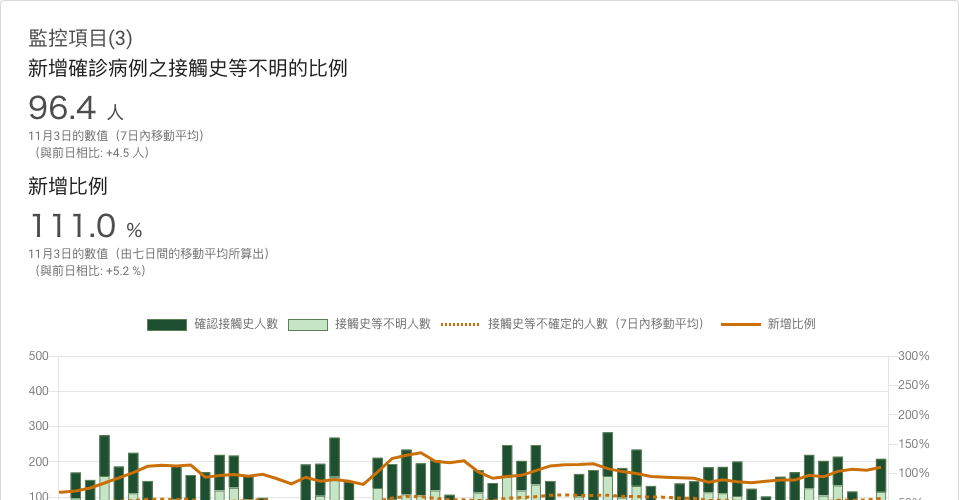 監控項目(3)
新增確診病例之接觸史等不明的比例
96.4 人
11月3日的數值（7日內移動平均）
（與前日相比: +4.5 人）
新增比例
111.0 %
11月3日的數值（由七日間的移動平均所算出）
（與前日相比: +5.2 %）
確認接觸史人數 接觸史等不明人數 接觸史等不確定的人數（7日內移動平均） 新增比例
500 300%
400 250%
300 200%
200 150%
100 100%